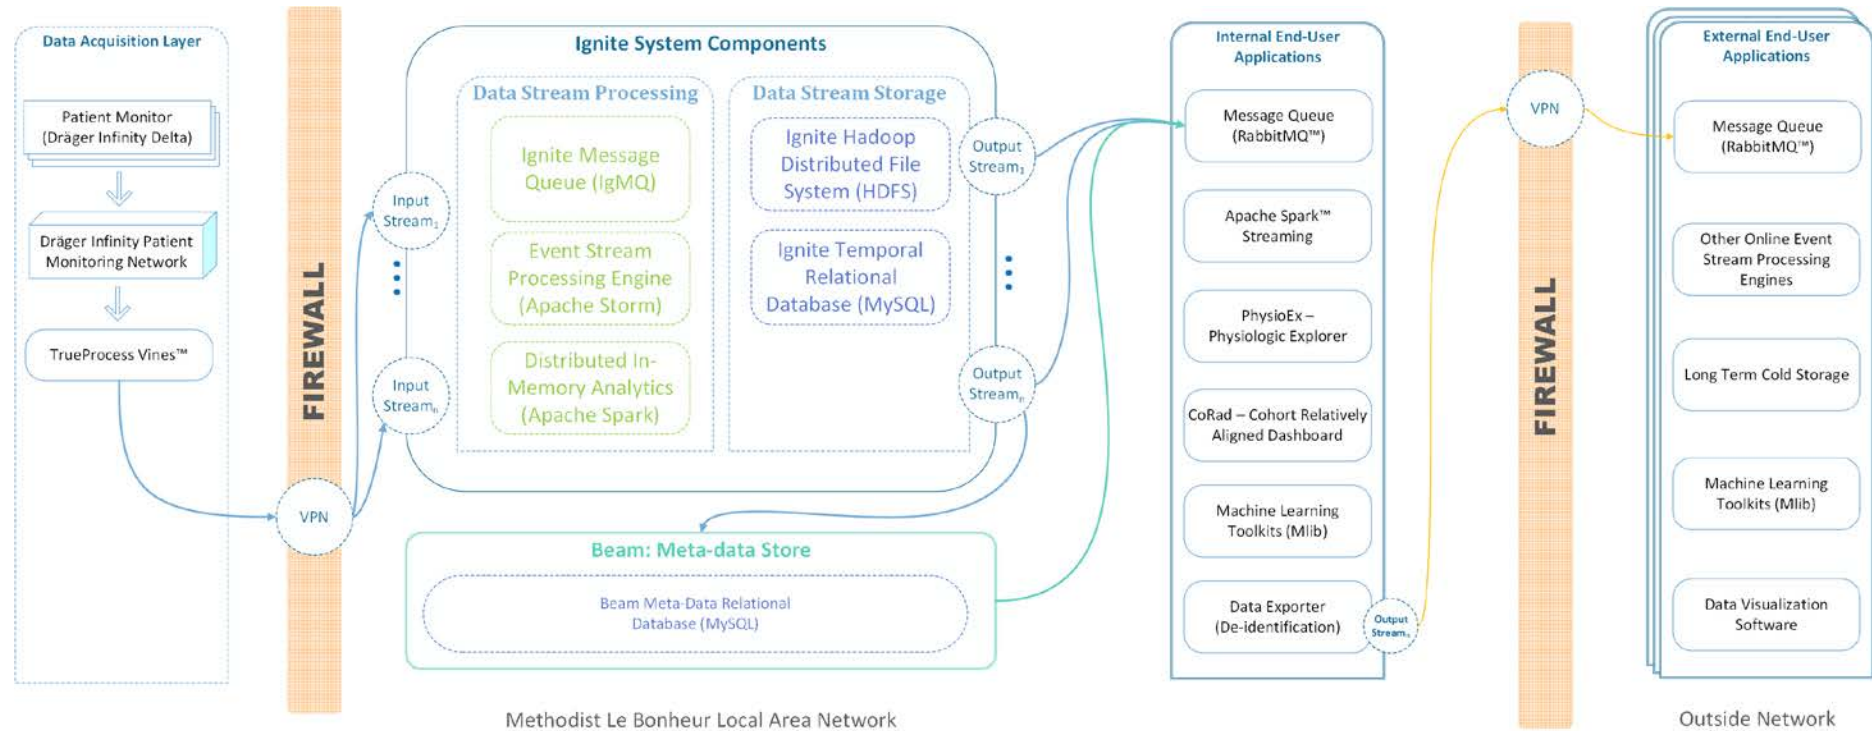 Data Acquisition Layer
Patient Monitor
(Dräger Infinity Delta)
Dräger Infinity Patient
Monitoring Network
TrueProcess Vines™
FIREWALL
VPN
Ignite System Components
Input
Stream₁
Input
Streamₙ
Data Stream Processing
Ignite Message
Queue (IgMQ)
Event Stream
Processing Engine
(Apache Storm)
Distributed In-
Memory Analytics
(Apache Spark)
Data Stream Storage
Ignite Hadoop
Distributed File
System (HDFS)
Ignite Temporal
Relational
Database (MySQL)
Output
Stream₁
Output
Streamₙ
Beam: Meta-data Store
Beam Meta-Data Relational
Database (MySQL)
Internal End-User
Applications
Message Queue
(RabbitMQ™)
Apache Spark™
Streaming
PhysioEx –
Physiologic Explorer
CoRad – Cohort Relatively
Aligned Dashboard
Machine Learning
Toolkits (Mlib)
Data Exporter
(De-identification)
Output
Streamₙ
FIREWALL
VPN
External End-User
Applications
Message Queue
(RabbitMQ™)
Other Online Event
Stream Processing
Engines
Long Term Cold Storage
Machine Learning
Toolkits (Mlib)
Data Visualization
Software
Methodist Le Bonheur Local Area Network
Outside Network